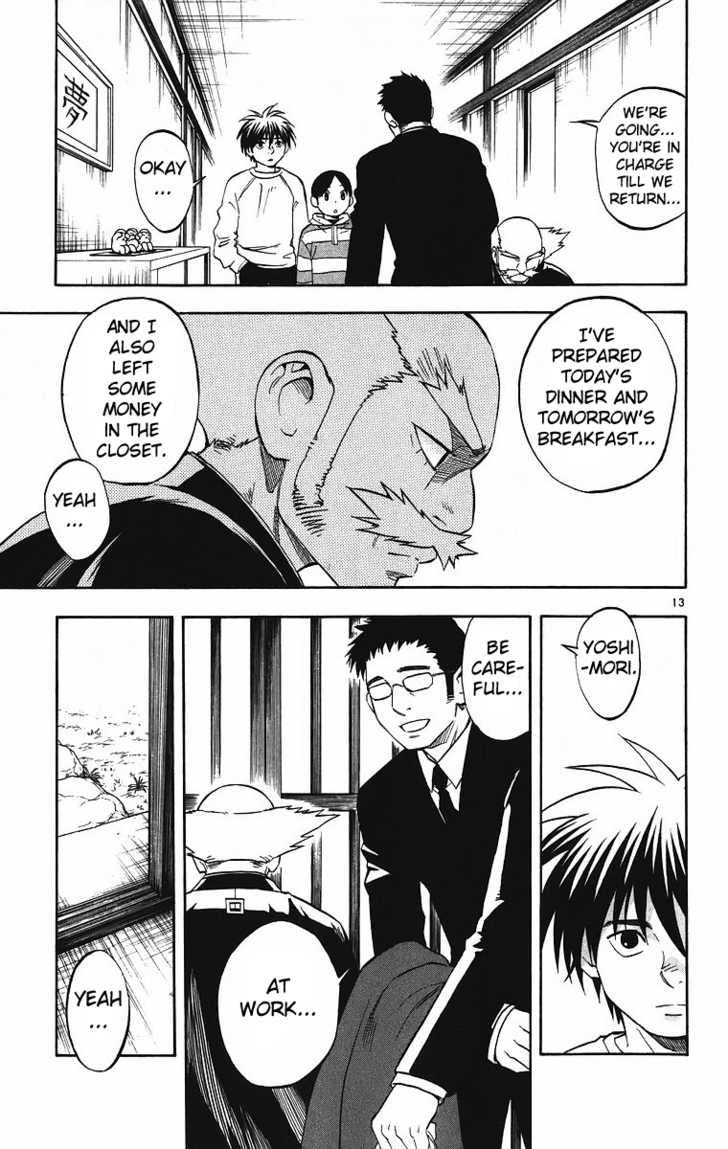 WE'RE
GOING...
YOU'RE IN
CHARGE
TILL WE
RETURN...
OKAY
...
夢
I'VE
PREPARED
TODAY'S
DINNER AND
TOMORROW'S
BREAKFAST...
AND I
ALSO
LEFT
SOME
MONEY
IN THE
CLOSET.
YEAH
...
13
YOSHI
-MORI.
BE
CARE-
FUL...
AT
WORK...
YEAH
...